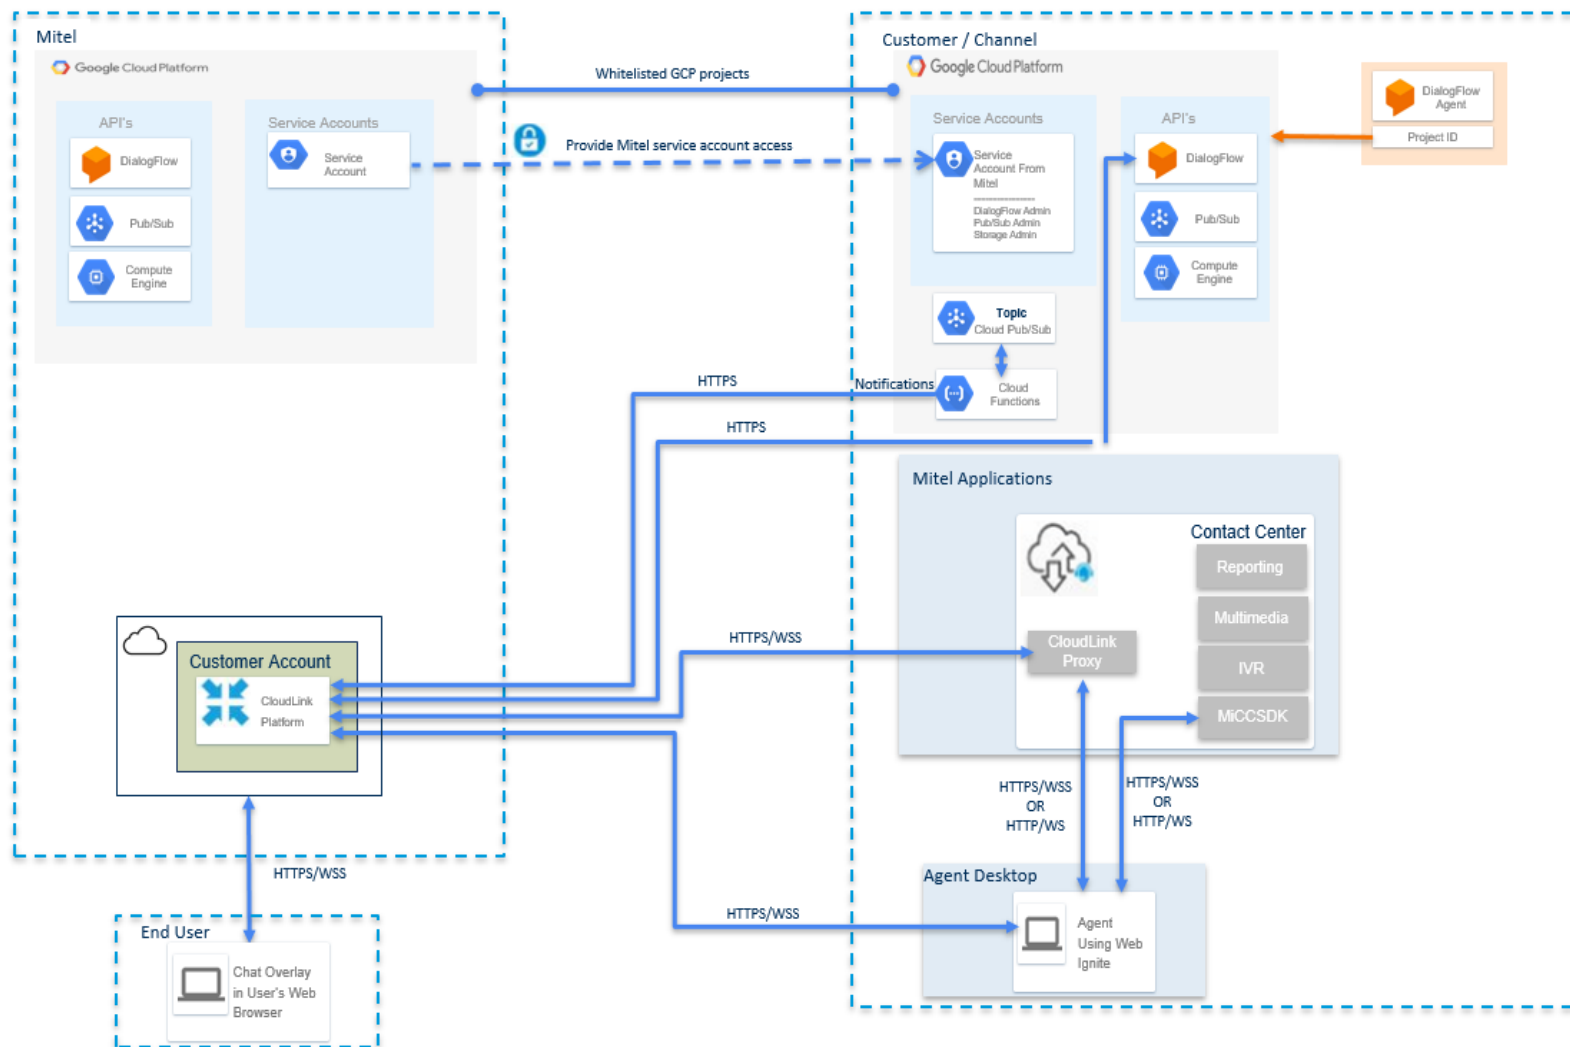 Mitel
Google Cloud Platform
API's
DialogFlow
Pub/Sub
Compute
Engine
Service Accounts
Service
Account
Whitelisted GCP projects
Provide Mitel service account access
Customer / Channel
Google Cloud Platform
Service Accounts
Service
Account From
Mitel
DialogFlow Admin
Pub/Sub Admin
Storage Admin
API's
DialogFlow
Pub/Sub
Compute
Engine
DialogFlow
Agent
Project ID
Topic
Cloud Pub/Sub
Notifications
Cloud
Functions
HTTPS
HTTPS
Mitel Applications
Contact Center
Reporting
Multimedia
IVR
MiCCSDK
CloudLink
Proxy
HTTPS/WSS
Customer Account
CloudLink
Platform
HTTPS/WSS
OR
HTTP/WS
HTTPS/WSS
OR
HTTP/WS
HTTPS/WSS
HTTPS/WSS
Agent Desktop
Agent
Using Web
Ignite
End User
Chat Overlay
in User's Web
Browser